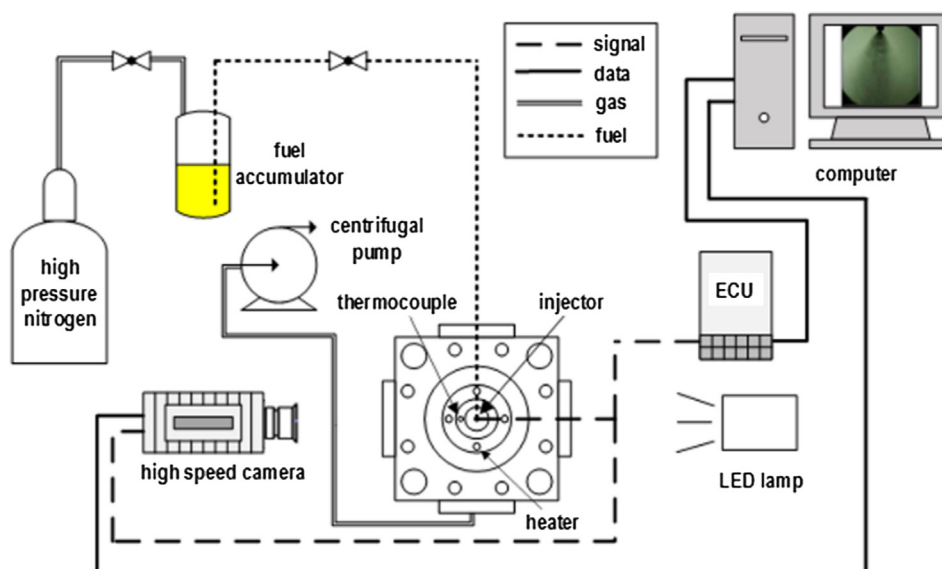 signal
data
gas
fuel
computer
fuel
accumulator
centrifugal
pump
high
pressure
nitrogen
thermocouple
injector
ECU
high speed camera
heater
LED lamp